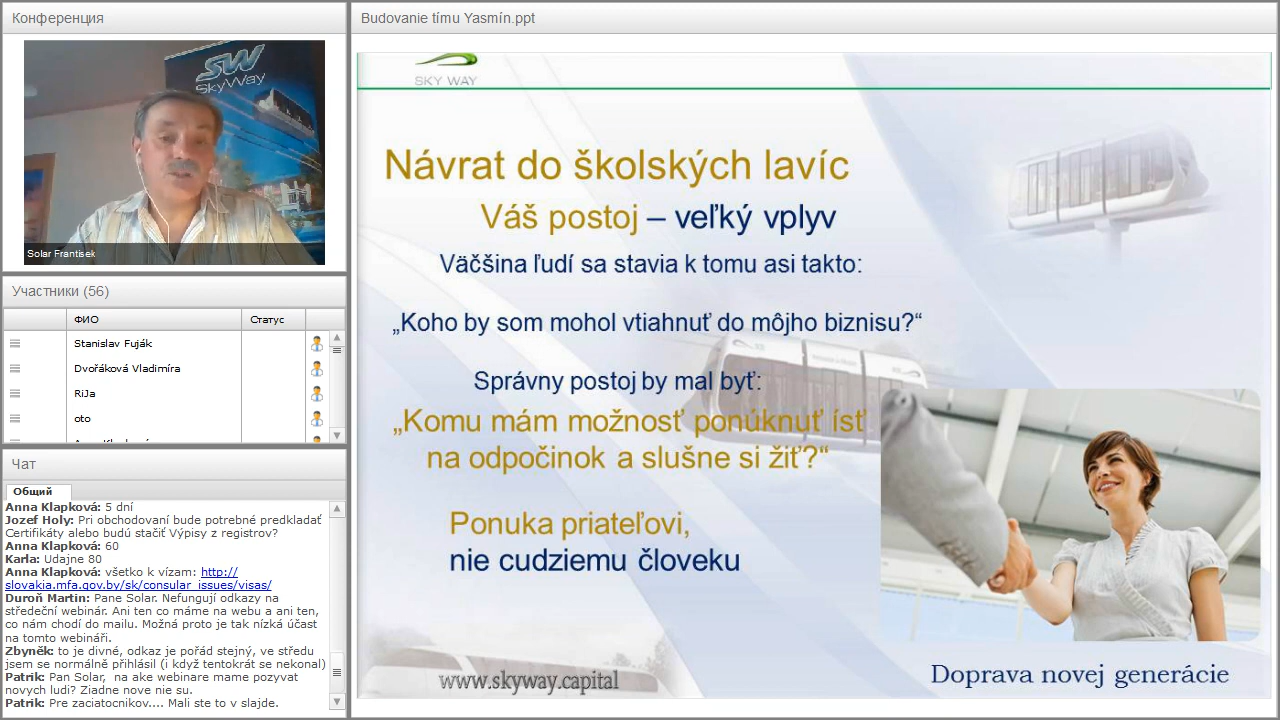 Конференция
SW
SkyWay
Solar Frantisek
Участники (56)
ФИО
Статус
Stanislav Fuják
Dvořáková Vladimíra
RiJa
oto
Чат
Общий
Anna Klapková: 5 dní
Jozef Holy: Pri obchodovaní bude potrebné predkladať
Certifikáty alebo budú stačiť Výpisy z registrov?
Anna Klapková: 60
Karla: Udajne 80
Anna Klapková: všetko k vízam: http://
slovakia.mfa.gov.by/sk/consular_issues/visas/
Duroň Martin: Pane Solar. Nefungují odkazy na
středeční webinár. Ani ten co máme na webu a ani ten,
co nám chodí do mailu. Možná proto je tak nízká účast
na tomto webináři.
Zbyněk: to je divné, odkaz je pořád stejný, ve středu
jsem se normálně přihlásil (i když tentokrát se nekonal)
Patrik: Pan Solar, na ake webinare mame pozyvat
novych ludí? Ziadne nove nie su.
Patrik: Pre zaciatocnikov.... Mali ste to v slajde.
Budovanie tímu Yasmín.ppt
SKY WAY
Návrat do školských lavíc
Váš postoj – veľký vplyv
Väčšina ľudí sa stavia k tomu asi takto:
„Koho by som mohol vtiahnuť do môjho biznisu?“
Správny postoj by mal byť:
„Komu mám možnosť ponúknuť ísť
na odpočinok a slušne si žiť?“
Ponuka priateľovi,
nie cudziemu človeku
www.skyway.capital
Doprava novej generácie